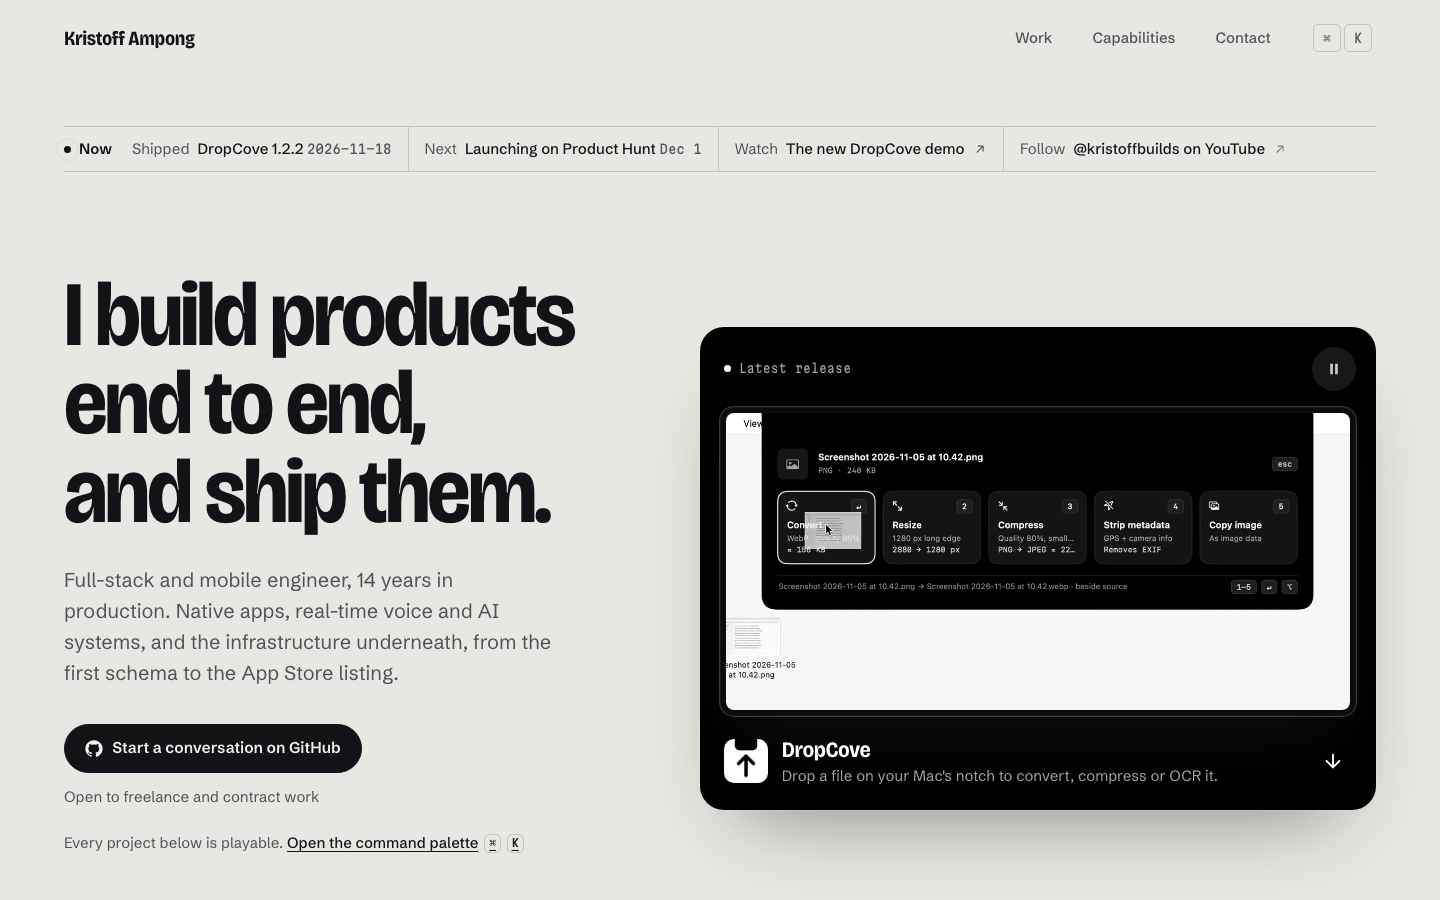 Kristoff Ampong
Work Capabilities Contact ⌘ K
Now Shipped DropCove 1.2.2 2026-11-18 Next Launching on Product Hunt Dec 1 Watch The new DropCove demo ↗ Follow @kristoffbuilds on YouTube ↗
I build products
end to end,
and ship them.
Full-stack and mobile engineer, 14 years in
production. Native apps, real-time voice and AI
systems, and the infrastructure underneath, from the
first schema to the App Store listing.
Start a conversation on GitHub
Open to freelance and contract work
Every project below is playable. Open the command palette ⌘ K
Latest release
View
Screenshot 2026-11-05 at 10.42.png
PNG · 240 KB
esc
↵ 2 3 4 5
Convert Resize Compress Strip metadata Copy image
WebP quality 80% 1280 px long edge Quality 80%, small... GPS + camera info As image data
≈ 156 KB 2880 → 1280 px PNG → JPEG ≈ 22... Removes EXIF
Screenshot 2026-11-05 at 10.42.png → Screenshot 2026-11-05 at 10.42.webp · beside source 1–5 ↵ ⌥
enshot 2026-11-05
at 10.42.png
DropCove
Drop a file on your Mac's notch to convert, compress or OCR it.